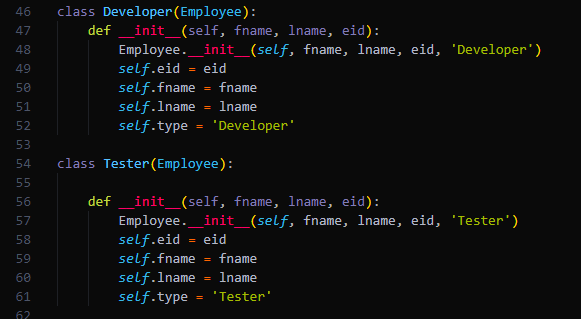 46 class Developer(Employee):
47     def __init__(self, fname, lname, eid):
48         Employee.__init__(self, fname, lname, eid, 'Developer')
49         self.eid = eid
50         self.fname = fname
51         self.lname = lname
52         self.type = 'Developer'
53
54 class Tester(Employee):
55
56     def __init__(self, fname, lname, eid):
57         Employee.__init__(self, fname, lname, eid, 'Tester')
58         self.eid = eid
59         self.fname = fname
60         self.lname = lname
61         self.type = 'Tester'
62